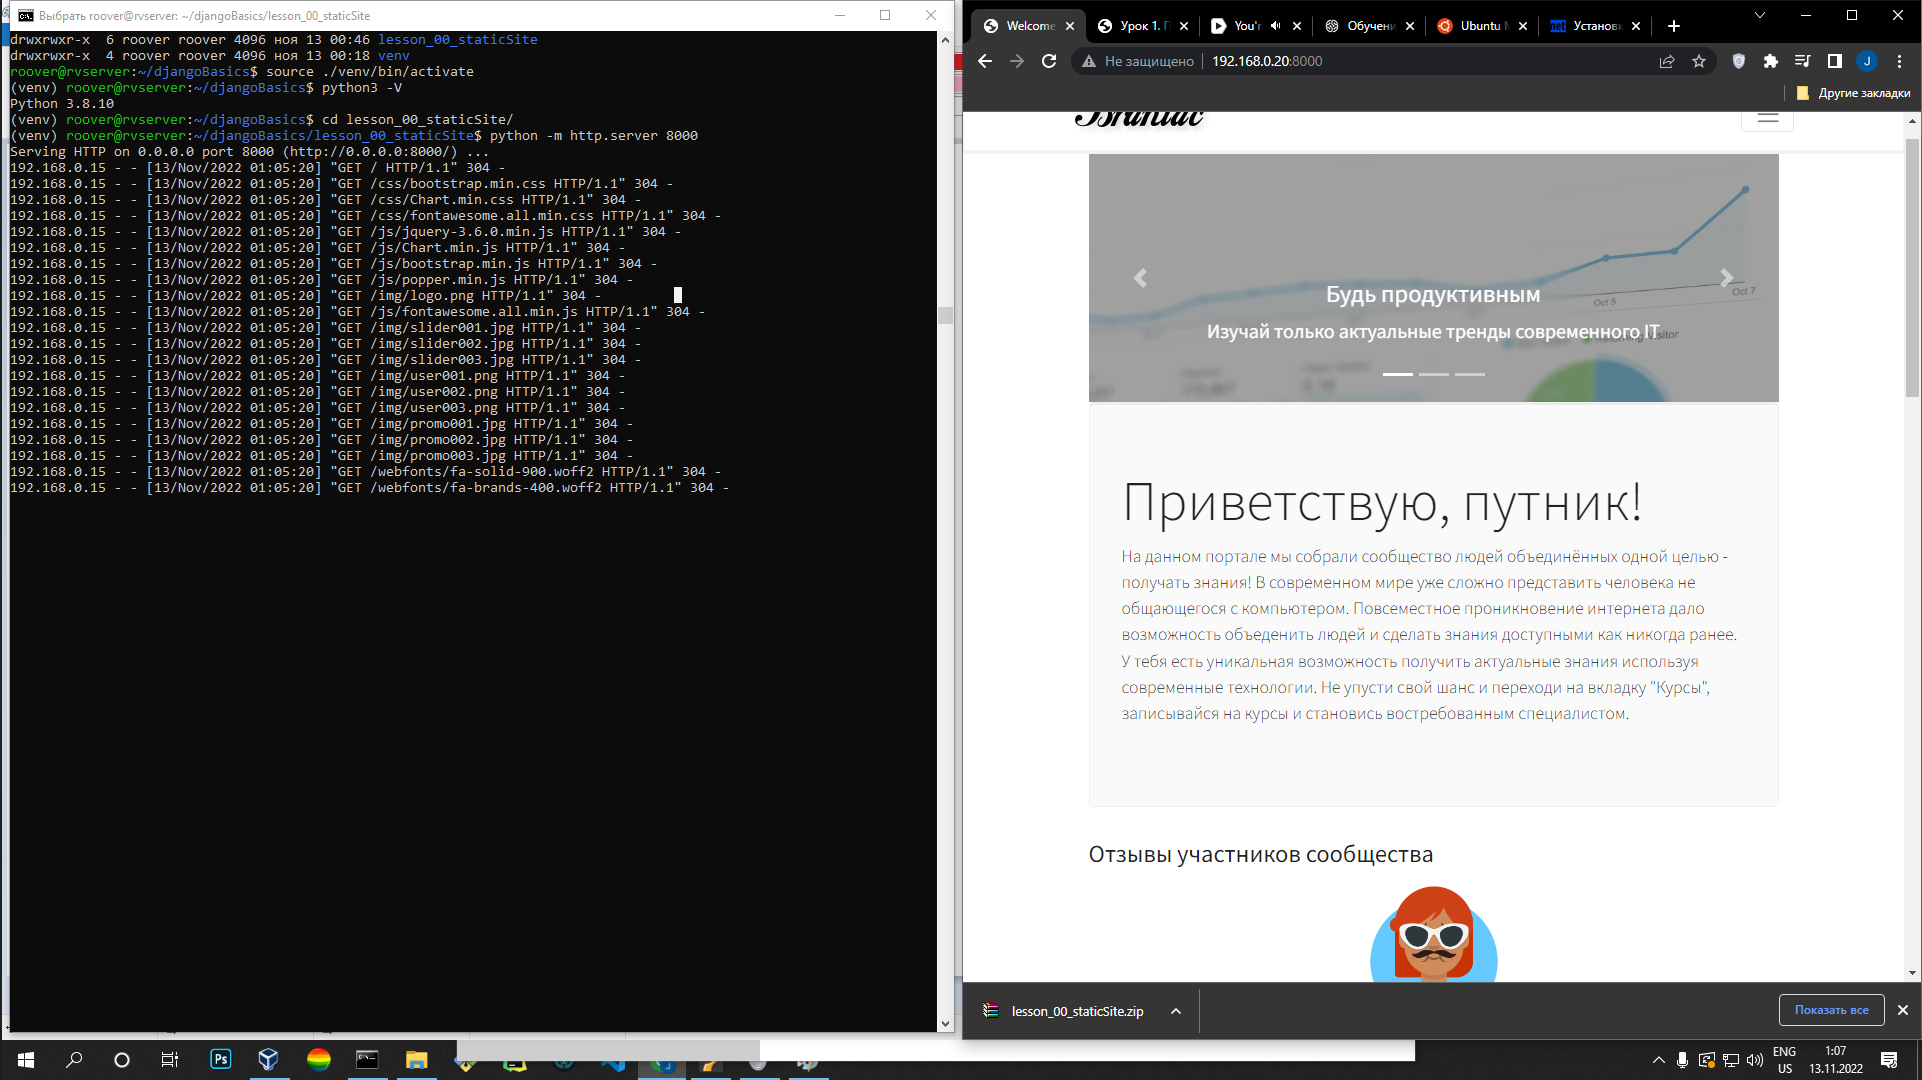 Выбрать roover@rvserver: ~/djangoBasics/lesson_00_staticSite
drwxrwxr-x  6 roover roover 4096 ноя 13 00:46 lesson_00_staticSite
drwxrwxr-x  4 roover roover 4096 ноя 13 00:18 venv
roover@rvserver:~/djangoBasics$ source ./venv/bin/activate
(venv) roover@rvserver:~/djangoBasics$ python3 -V
Python 3.8.10
(venv) roover@rvserver:~/djangoBasics$ cd lesson_00_staticSite/
(venv) roover@rvserver:~/djangoBasics/lesson_00_staticSite$ python -m http.server 8000
Serving HTTP on 0.0.0.0 port 8000 (http://0.0.0.0:8000/) ...
192.168.0.15 - - [13/Nov/2022 01:05:20] "GET / HTTP/1.1" 304 -
192.168.0.15 - - [13/Nov/2022 01:05:20] "GET /css/bootstrap.min.css HTTP/1.1" 304 -
192.168.0.15 - - [13/Nov/2022 01:05:20] "GET /css/Chart.min.css HTTP/1.1" 304 -
192.168.0.15 - - [13/Nov/2022 01:05:20] "GET /css/fontawesome.all.min.css HTTP/1.1" 304 -
192.168.0.15 - - [13/Nov/2022 01:05:20] "GET /js/jquery-3.6.0.min.js HTTP/1.1" 304 -
192.168.0.15 - - [13/Nov/2022 01:05:20] "GET /js/Chart.min.js HTTP/1.1" 304 -
192.168.0.15 - - [13/Nov/2022 01:05:20] "GET /js/bootstrap.min.js HTTP/1.1" 304 -
192.168.0.15 - - [13/Nov/2022 01:05:20] "GET /js/popper.min.js HTTP/1.1" 304 -
192.168.0.15 - - [13/Nov/2022 01:05:20] "GET /img/logo.png HTTP/1.1" 304 -
192.168.0.15 - - [13/Nov/2022 01:05:20] "GET /js/fontawesome.all.min.js HTTP/1.1" 304 -
192.168.0.15 - - [13/Nov/2022 01:05:20] "GET /img/slider001.jpg HTTP/1.1" 304 -
192.168.0.15 - - [13/Nov/2022 01:05:20] "GET /img/slider002.jpg HTTP/1.1" 304 -
192.168.0.15 - - [13/Nov/2022 01:05:20] "GET /img/slider003.jpg HTTP/1.1" 304 -
192.168.0.15 - - [13/Nov/2022 01:05:20] "GET /img/user001.png HTTP/1.1" 304 -
192.168.0.15 - - [13/Nov/2022 01:05:20] "GET /img/user002.png HTTP/1.1" 304 -
192.168.0.15 - - [13/Nov/2022 01:05:20] "GET /img/user003.png HTTP/1.1" 304 -
192.168.0.15 - - [13/Nov/2022 01:05:20] "GET /img/promo001.jpg HTTP/1.1" 304 -
192.168.0.15 - - [13/Nov/2022 01:05:20] "GET /img/promo002.jpg HTTP/1.1" 304 -
192.168.0.15 - - [13/Nov/2022 01:05:20] "GET /img/promo003.jpg HTTP/1.1" 304 -
192.168.0.15 - - [13/Nov/2022 01:05:20] "GET /webfonts/fa-solid-900.woff2 HTTP/1.1" 304 -
192.168.0.15 - - [13/Nov/2022 01:05:20] "GET /webfonts/fa-brands-400.woff2 HTTP/1.1" 304 -
Welcome
Урок 1.
You'r
Обучени
Ubuntu
net Установк
Не защищено 192.168.0.20:8000
J
Другие закладки
Braniac
Будь продуктивным
Изучай только актуальные тренды современного IT
Oct 5
Oct 7
Приветствую, путник!
На данном портале мы собрали сообщество людей объединённых одной целью -
получать знания! В современном мире уже сложно представить человека не
общающегося с компьютером. Повсеместное проникновение интернета дало
возможность объеденить людей и сделать знания доступными как никогда ранее.
У тебя есть уникальная возможность получить актуальные знания используя
современные технологии. Не упусти свой шанс и переходи на вкладку "Курсы",
записывайся на курсы и становись востребованным специалистом.
Отзывы участников сообщества
lesson_00_staticSite.zip
Показать все
Ps
ENG
US
1:07
13.11.2022